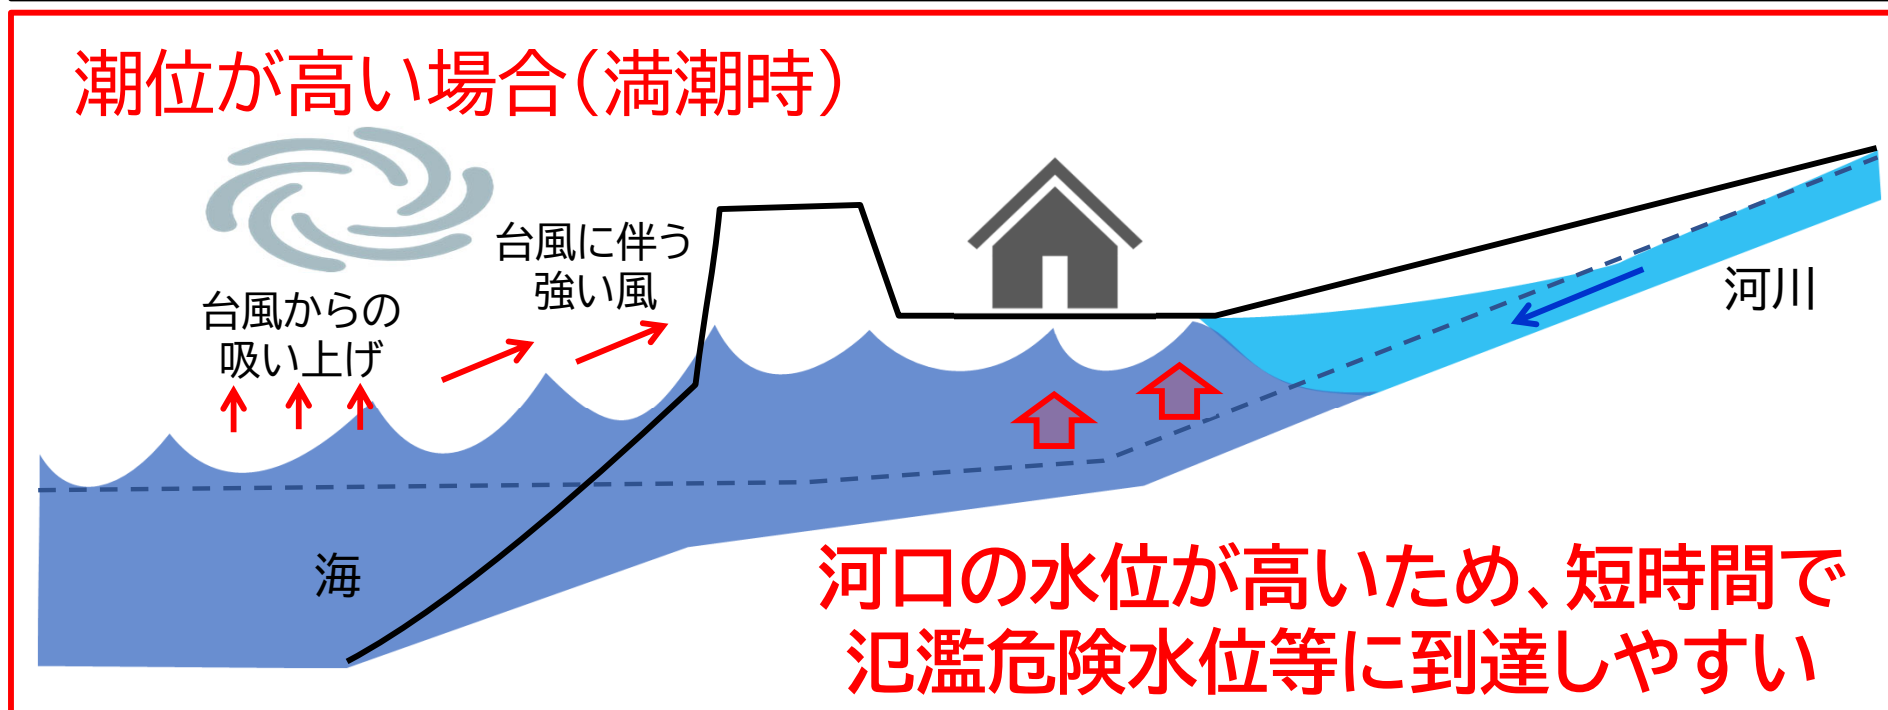 潮位が高い場合(満潮時)
台風に伴う
強い風
台風からの
吸い上げ
河川
海
河口の水位が高いため、短時間で
氾濫危険水位等に到達しやすい